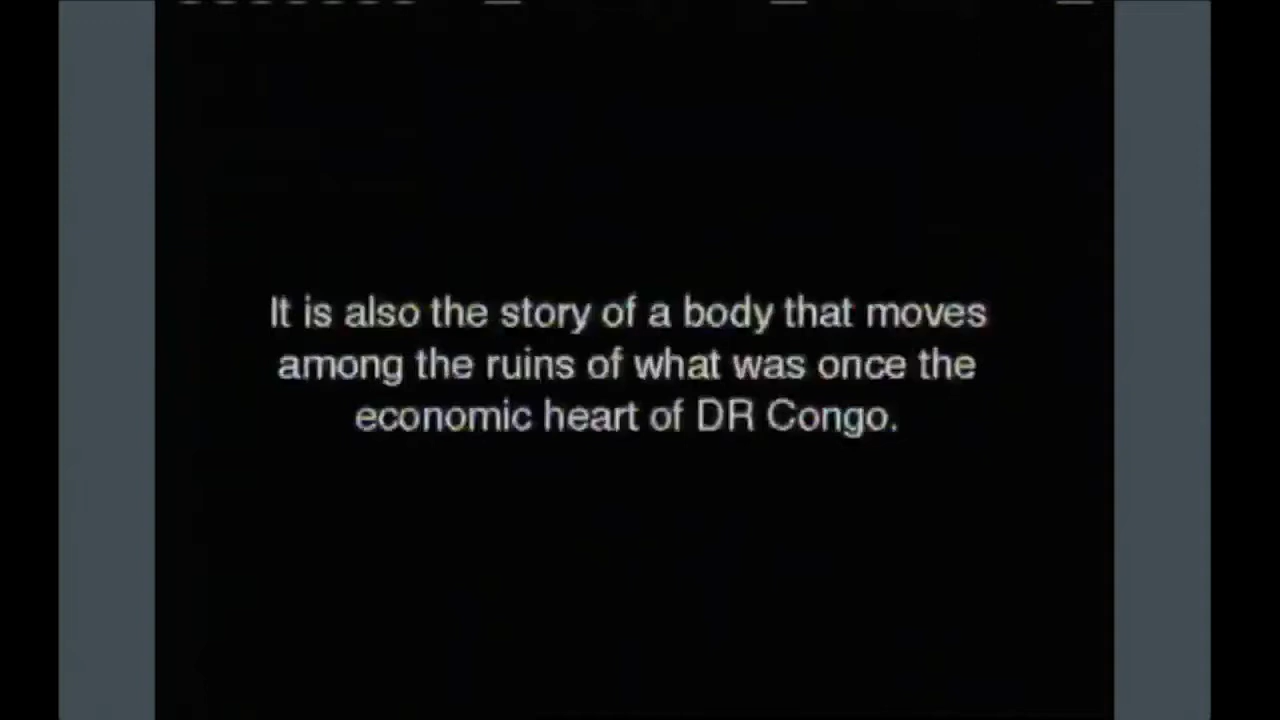 It is also the story of a body that moves
among the ruins of what was once the
economic heart of DR Congo.